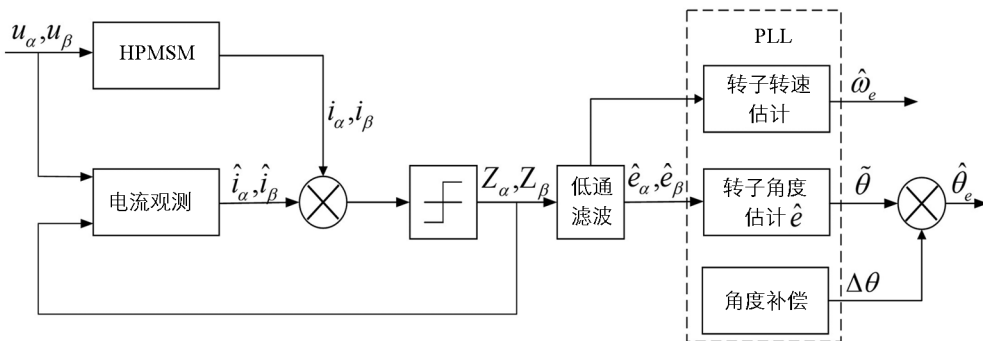 u_α,u_β
HPMSM
i_α,i_β
电流观测
î_α,î_β
Z_α,Z_β
低通
滤波
ê_α,ê_β
PLL
转子转速
估计
ω̂_e
转子角度
估计ê
θ̃
θ̂_e
角度补偿
Δθ